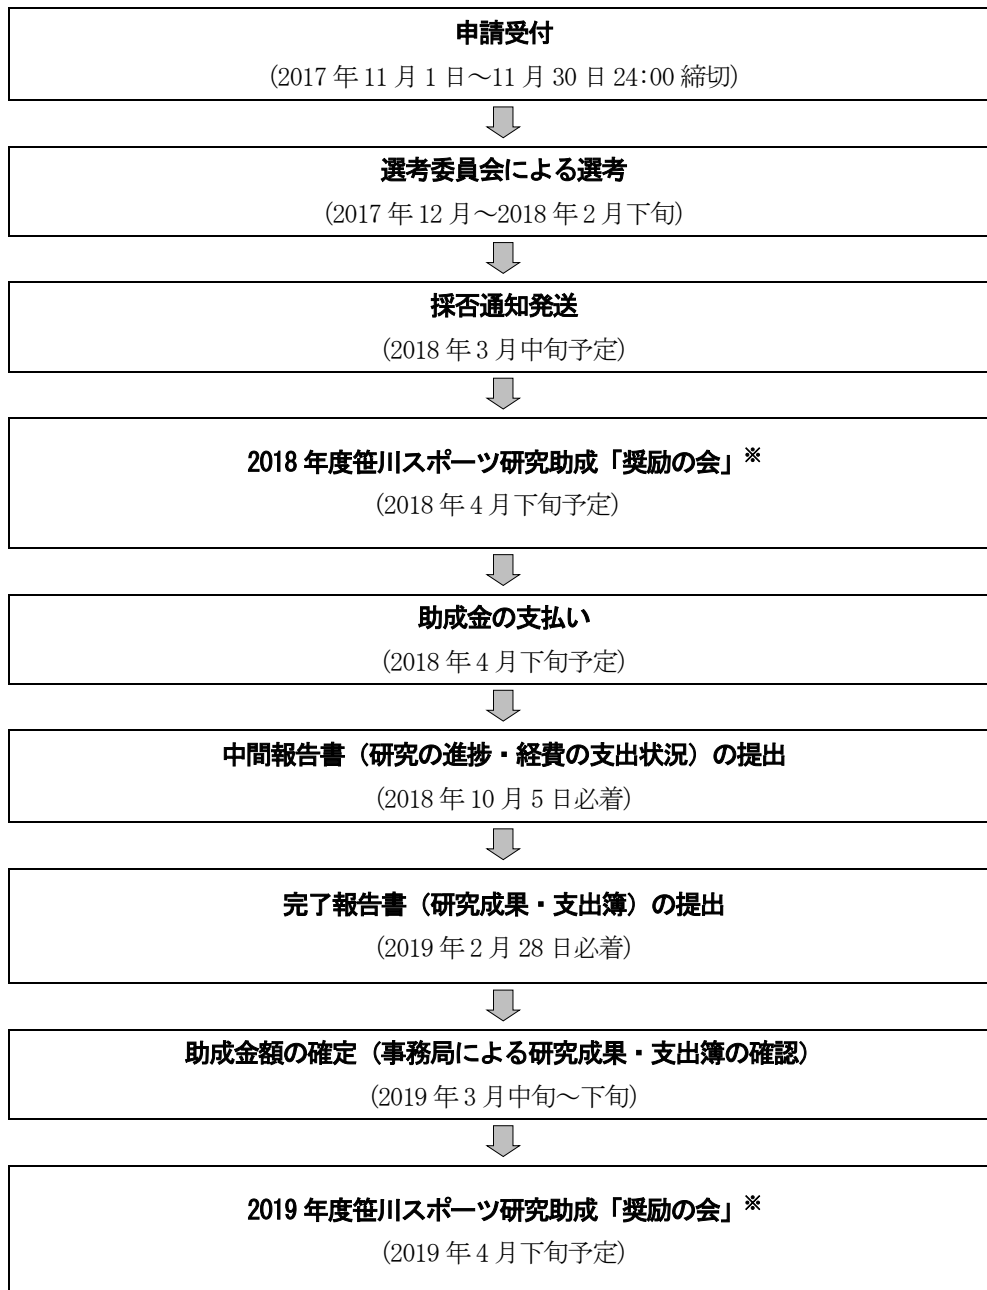 申請受付
(2017年11月1日～11月30日24:00締切)
選考委員会による選考
(2017年12月～2018年2月下旬)
採否通知発送
(2018年3月中旬予定)
2018年度笹川スポーツ研究助成「奨励の会」※
(2018年4月下旬予定)
助成金の支払い
(2018年4月下旬予定)
中間報告書（研究の進捗・経費の支出状況）の提出
(2018年10月5日必着)
完了報告書（研究成果・支出簿）の提出
(2019年2月28日必着)
助成金額の確定（事務局による研究成果・支出簿の確認）
(2019年3月中旬～下旬)
2019年度笹川スポーツ研究助成「奨励の会」※
(2019年4月下旬予定)